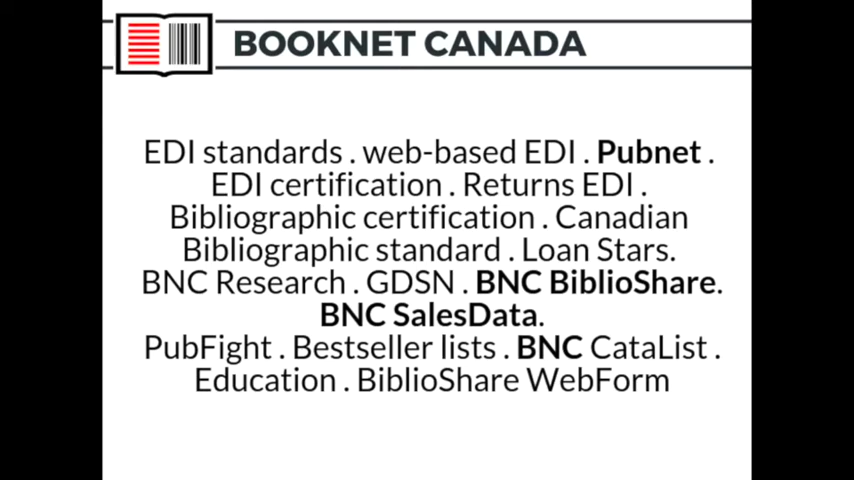 BOOKNET CANADA
EDI standards . web-based EDI . Pubnet .
EDI certification . Returns EDI .
Bibliographic certification . Canadian
Bibliographic standard . Loan Stars.
BNC Research . GDSN . BNC BiblioShare.
BNC SalesData.
PubFight . Bestseller lists . BNC CataList .
Education . BiblioShare WebForm